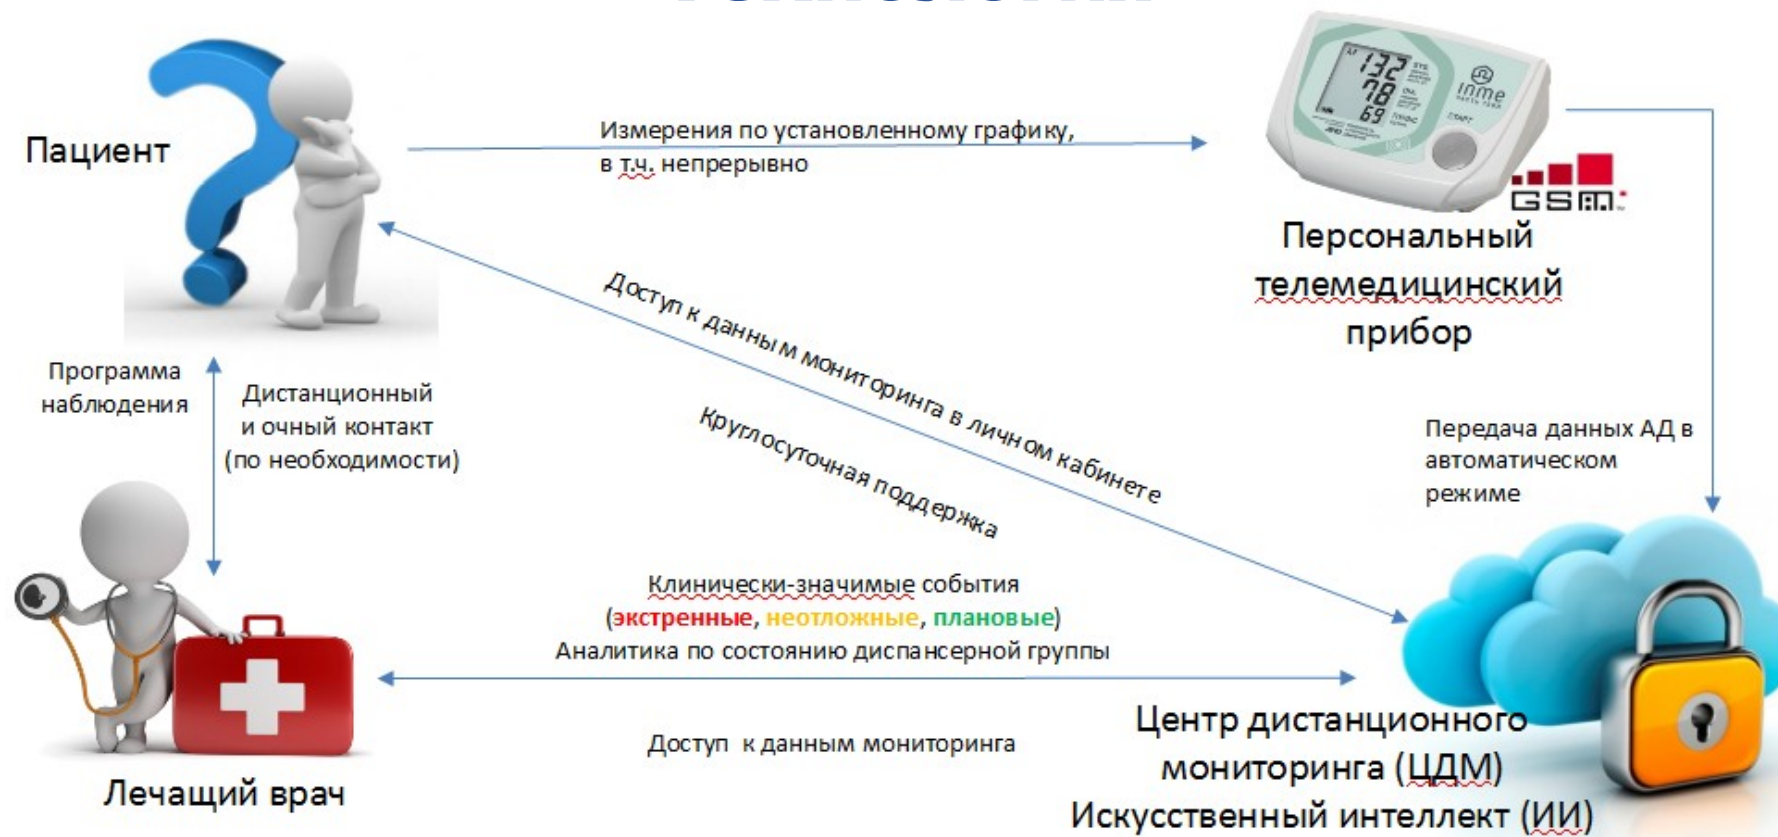 Пациент
Измерения по установленному графику,
в т.ч. непрерывно
132
78
69
inme
СТАРТ
GSM
Персональный
телемедицинский
прибор
Доступ к данным мониторинга в личном кабинете
Круглосуточная поддержка
Программа
наблюдения
Дистанционный
и очный контакт
(по необходимости)
Передача данных АД в
автоматическом
режиме
Клинически-значимые события
(экстренные, неотложные, плановые)
Аналитика по состоянию диспансерной группы
Доступ к данным мониторинга
Лечащий врач
Центр дистанционного
мониторинга (ЦДМ)
Искусственный интеллект (ИИ)